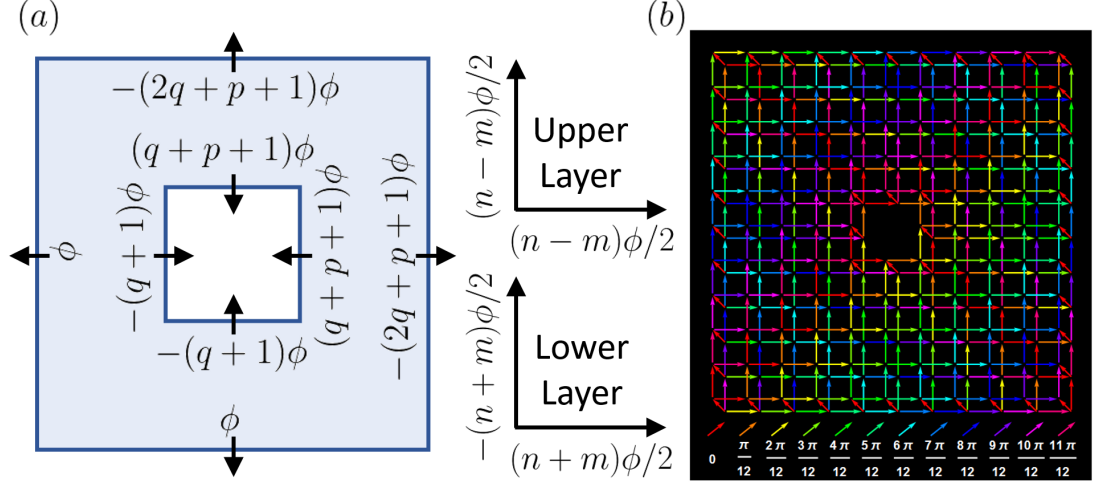 (a)
−(2q + p + 1)ϕ
(q + p + 1)ϕ
ϕ
−(q + 1)ϕ
(q + p + 1)ϕ
−(2q + p + 1)ϕ
−(q + 1)ϕ
ϕ
(n − m)ϕ/2
Upper
Layer
(n − m)ϕ/2
−(n + m)ϕ/2
Lower
Layer
(n + m)ϕ/2
(b)
0 π/12 2π/12 3π/12 4π/12 5π/12 6π/12 7π/12 8π/12 9π/12 10π/12 11π/12